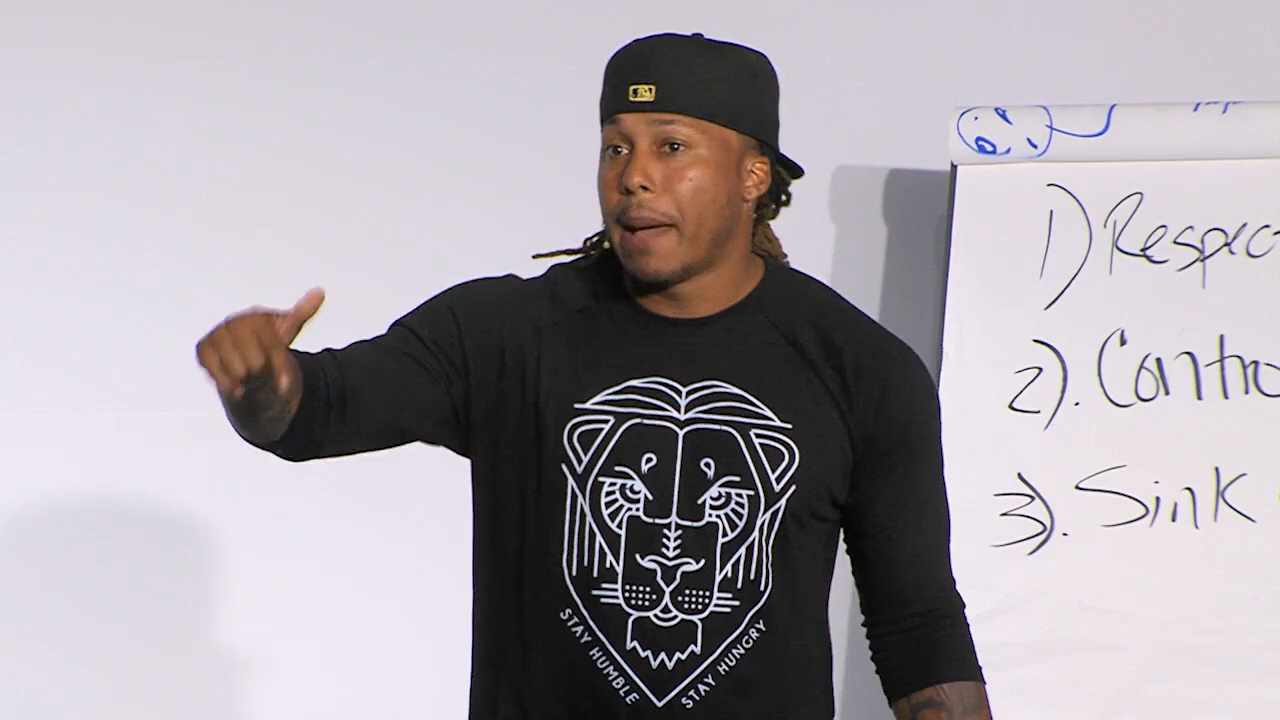 1) Respec
2). Contro
3). Sink
STAY HUMBLE
STAY HUNGRY